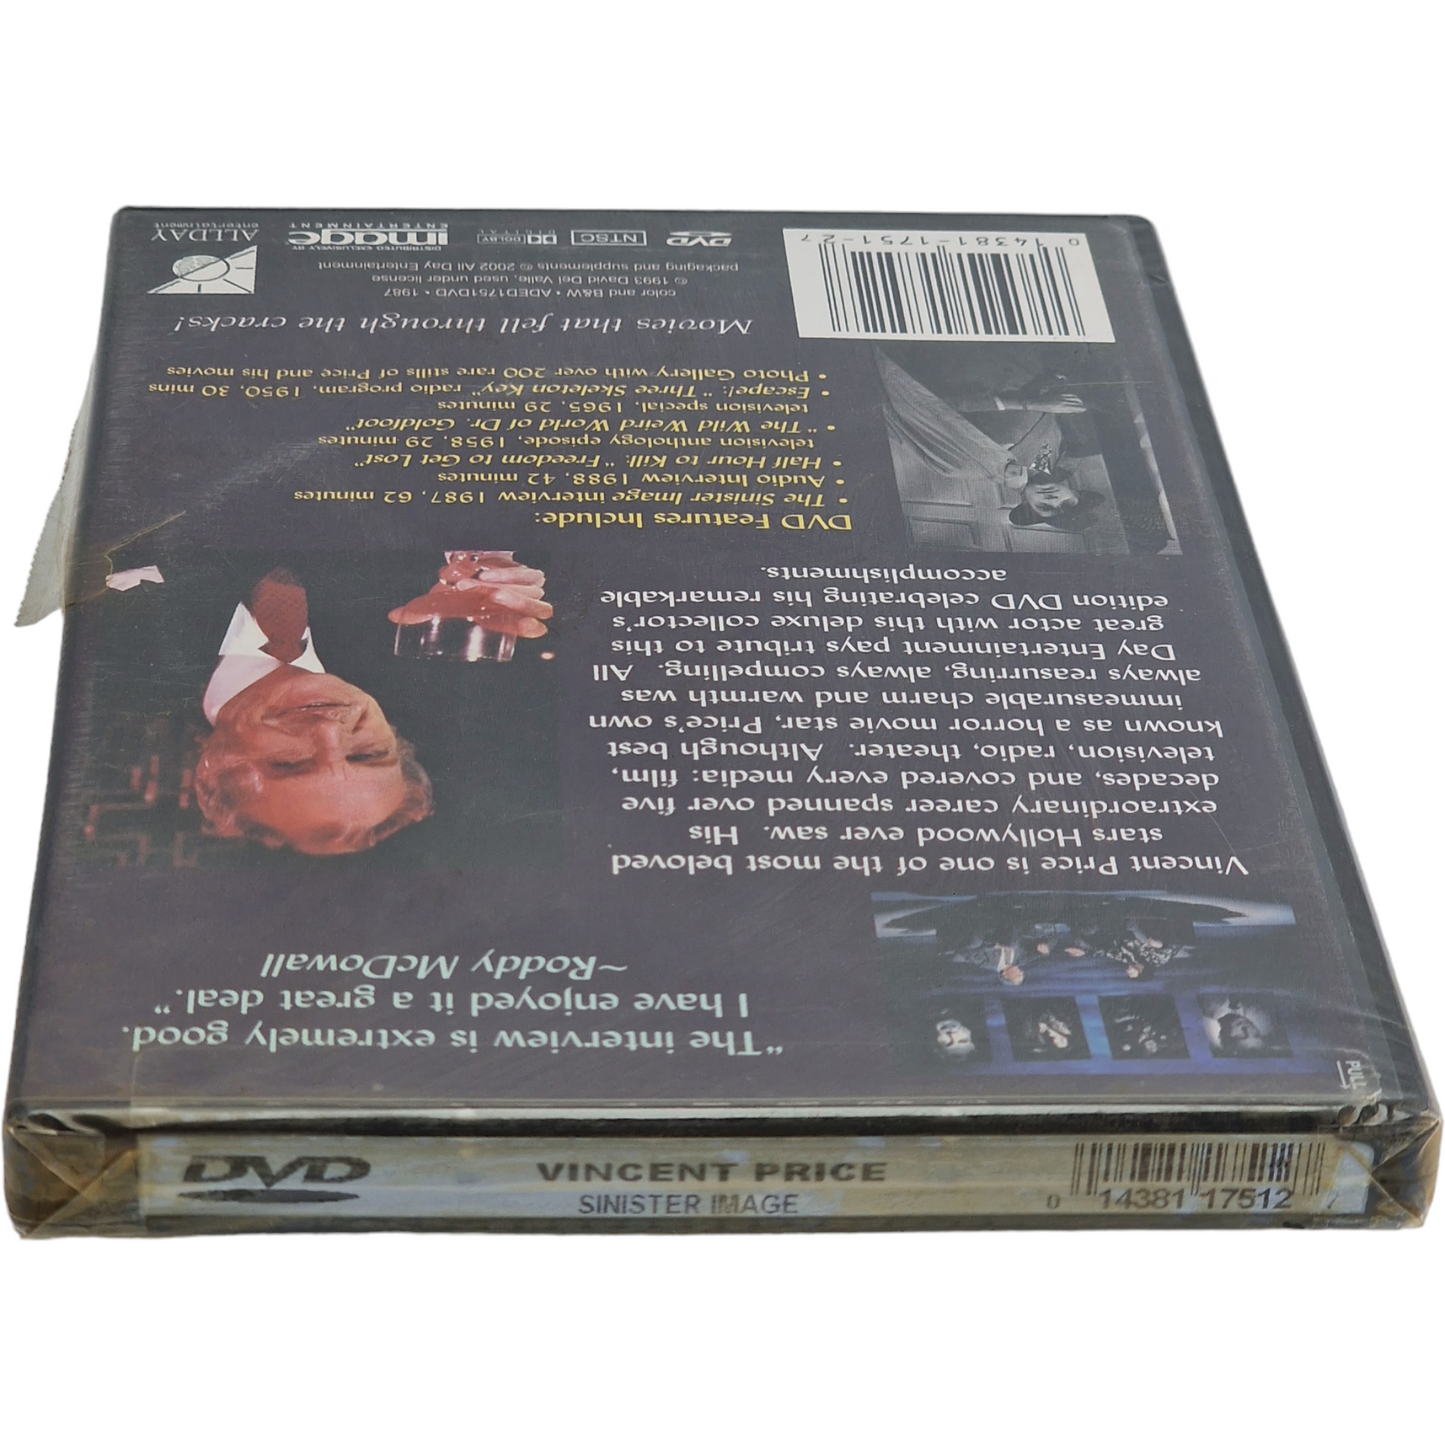 "The interview is extremely good.
I have enjoyed it a great deal."
~Roddy McDowall
Vincent Price is one of the most beloved
stars Hollywood ever saw. His
extraordinary career spanned over five
decades, and covered every media: film,
television, radio, theater. Although best
known as a horror movie star, Price's own
immeasurable charm and warmth was
always reasurring, always compelling. All
Day Entertainment pays tribute to this
great actor with this deluxe collector's
edition DVD celebrating his remarkable
accomplishments.
DVD Features Include:
• The Sinister Image interview 1987, 62 minutes
Audio Interview 1988, 42 minutes
• Half Hour to Kill: "Freedom to Get Lost"
television anthology episode, 1958, 29 minutes
• "The Wild Weird World of Dr. Goldfoot"
television special, 1965, 29 minutes
• Escape!: "Three Skeleton Key" radio program, 1950, 30 mins
• Photo Gallery with over 200 rare stills of Price and his movies
Movies that fell through the cracks!
color and B&W • ADED1751DVD • 1987
© 1993 David Del Valle, used under license
packaging and supplements © 2002 All Day Entertainment
0 14381-1751-2 7
DVD
NTSC
DOLBY
DIGITAL
DISTRIBUTED EXCLUSIVELY BY
image
ENTERTAINMENT
ALLDAY
entertainment
PULL
DVD
VINCENT PRICE
SINISTER IMAGE
0 14381 17512 7